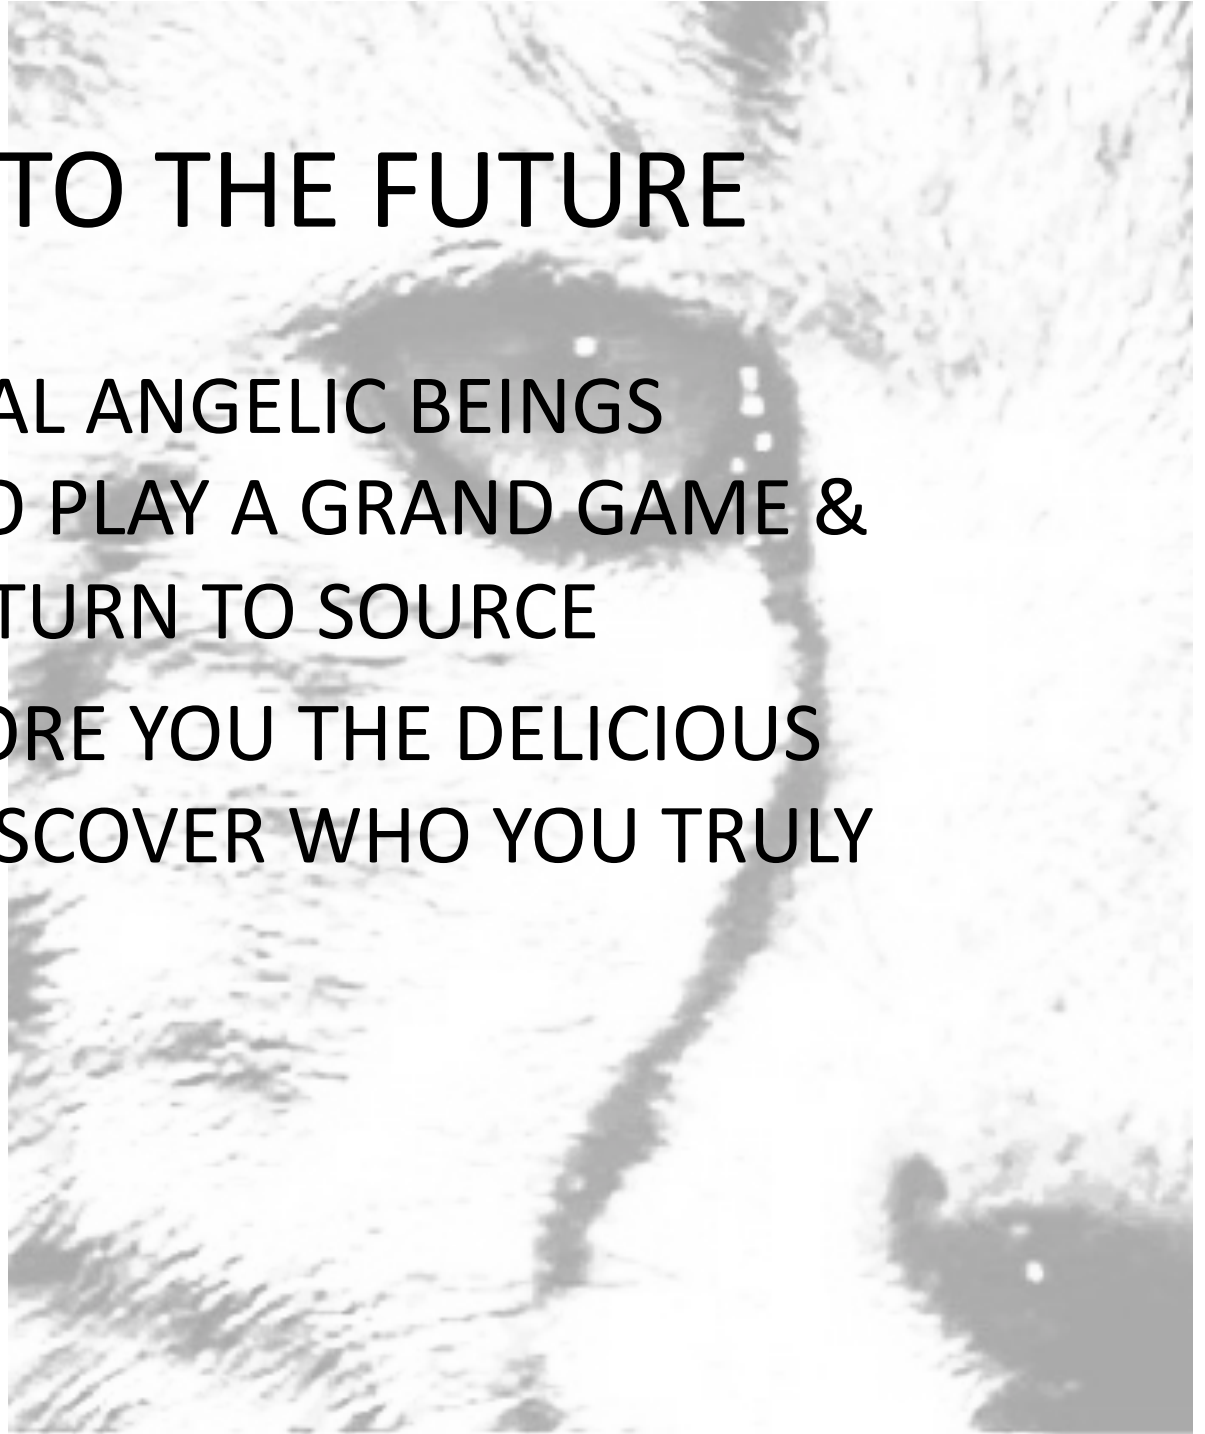 TO THE FUTURE
AL ANGELIC BEINGS
O PLAY A GRAND GAME &
TURN TO SOURCE
ORE YOU THE DELICIOUS
SCOVER WHO YOU TRULY